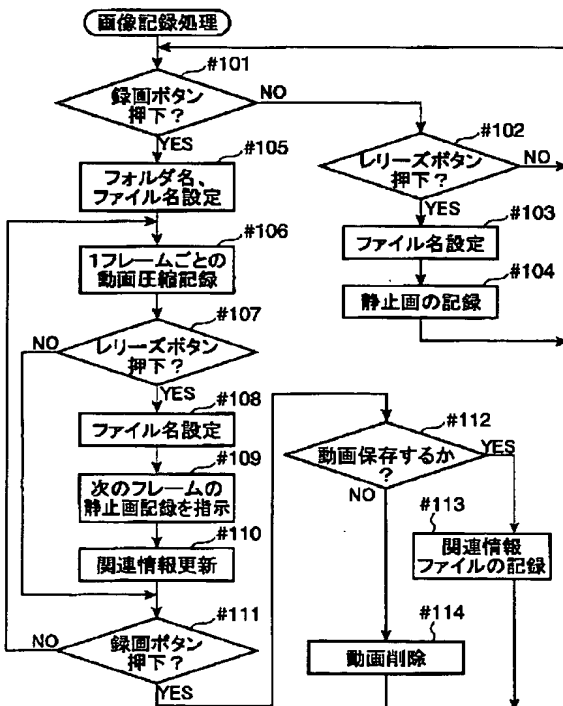 画像記録処理
#101
録画ボタン
押下？
NO
YES
#102
レリーズボタン
押下？
NO
YES
#103
ファイル名設定
#104
静止画の記録
#105
フォルダ名、
ファイル名設定
#106
1フレームごとの
動画圧縮記録
#107
レリーズボタン
押下？
NO
YES
#108
ファイル名設定
#109
次のフレームの
静止画記録を指示
#110
関連情報更新
#111
録画ボタン
押下？
NO
YES
#112
動画保存するか
？
YES
NO
#113
関連情報
ファイルの記録
#114
動画削除